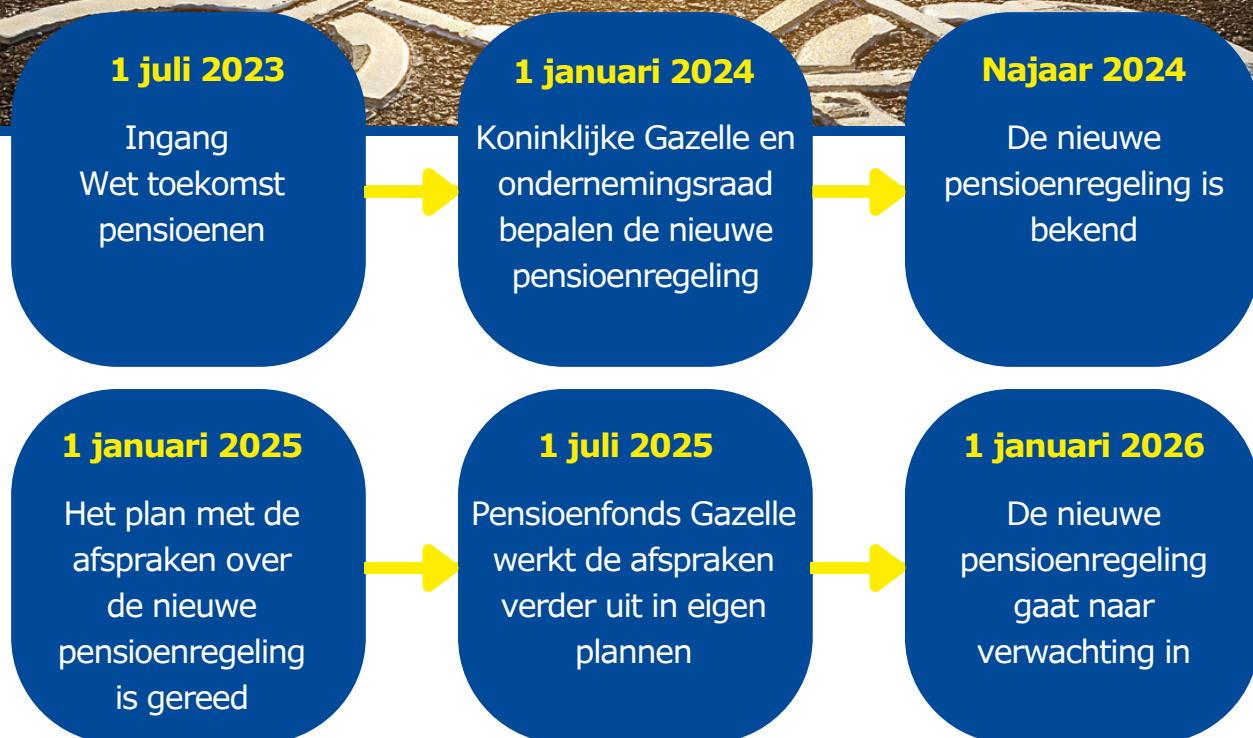 1 juli 2023
Ingang
Wet toekomst
pensioenen
1 januari 2024
Koninklijke Gazelle en
ondernemingsraad
bepalen de nieuwe
pensioenregeling
Najaar 2024
De nieuwe
pensioenregeling is
bekend
1 januari 2025
Het plan met de
afspraken over
de nieuwe
pensioenregeling
is gereed
1 juli 2025
Pensioenfonds Gazelle
werkt de afspraken
verder uit in eigen
plannen
1 januari 2026
De nieuwe
pensioenregeling
gaat naar
verwachting in